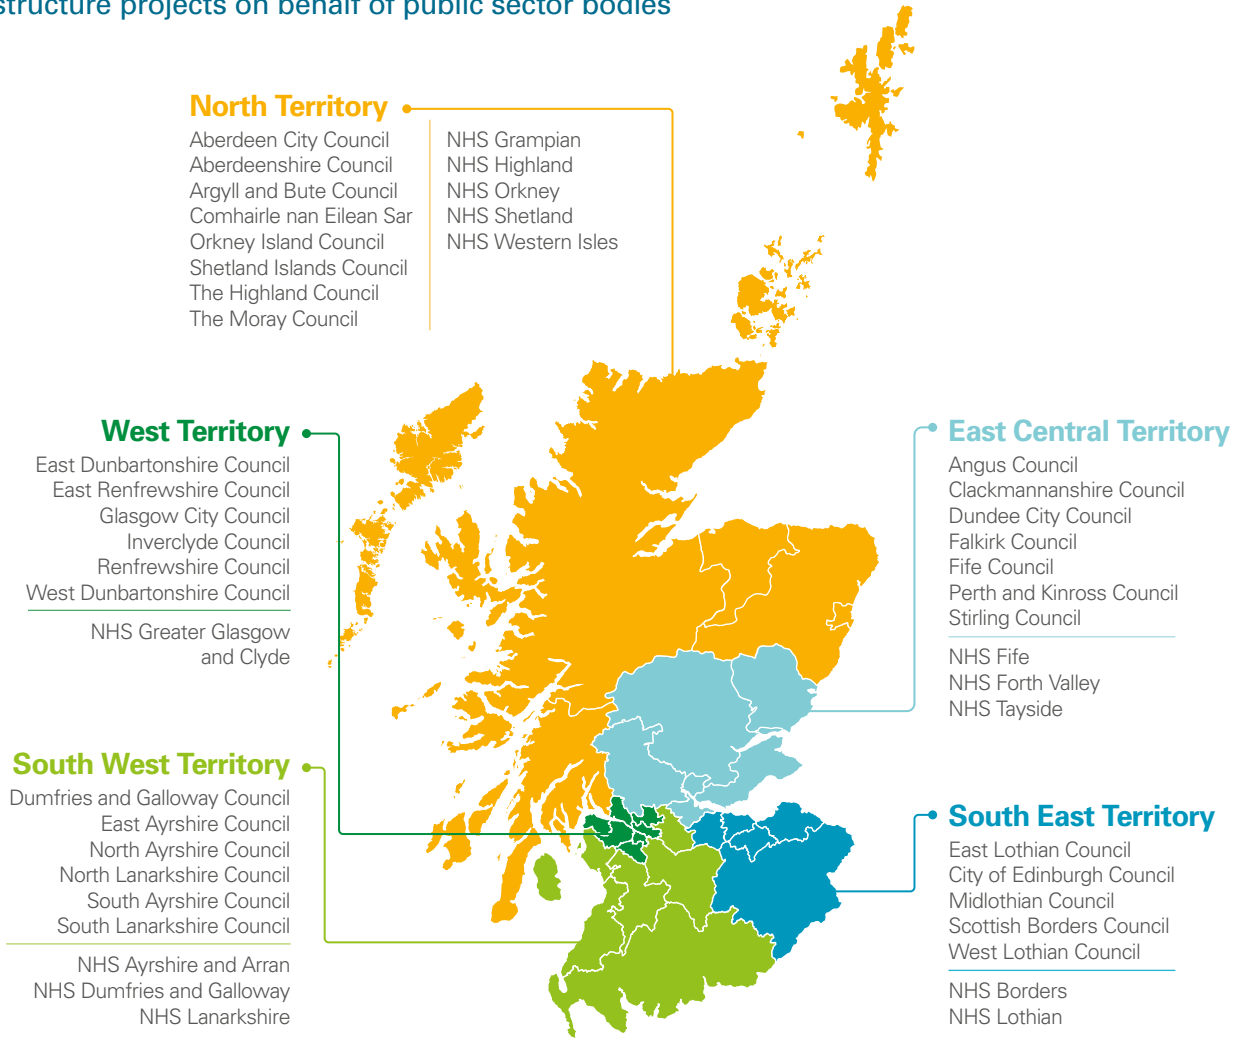 structure projects on behalf of public sector bodies
North Territory
Aberdeen City Council
Aberdeenshire Council
Argyll and Bute Council
Comhairle nan Eilean Sar
Orkney Island Council
Shetland Islands Council
The Highland Council
The Moray Council
NHS Grampian
NHS Highland
NHS Orkney
NHS Shetland
NHS Western Isles
West Territory
East Dunbartonshire Council
East Renfrewshire Council
Glasgow City Council
Inverclyde Council
Renfrewshire Council
West Dunbartonshire Council
NHS Greater Glasgow
and Clyde
East Central Territory
Angus Council
Clackmannanshire Council
Dundee City Council
Falkirk Council
Fife Council
Perth and Kinross Council
Stirling Council
NHS Fife
NHS Forth Valley
NHS Tayside
South West Territory
Dumfries and Galloway Council
East Ayrshire Council
North Ayrshire Council
North Lanarkshire Council
South Ayrshire Council
South Lanarkshire Council
NHS Ayrshire and Arran
NHS Dumfries and Galloway
NHS Lanarkshire
South East Territory
East Lothian Council
City of Edinburgh Council
Midlothian Council
Scottish Borders Council
West Lothian Council
NHS Borders
NHS Lothian